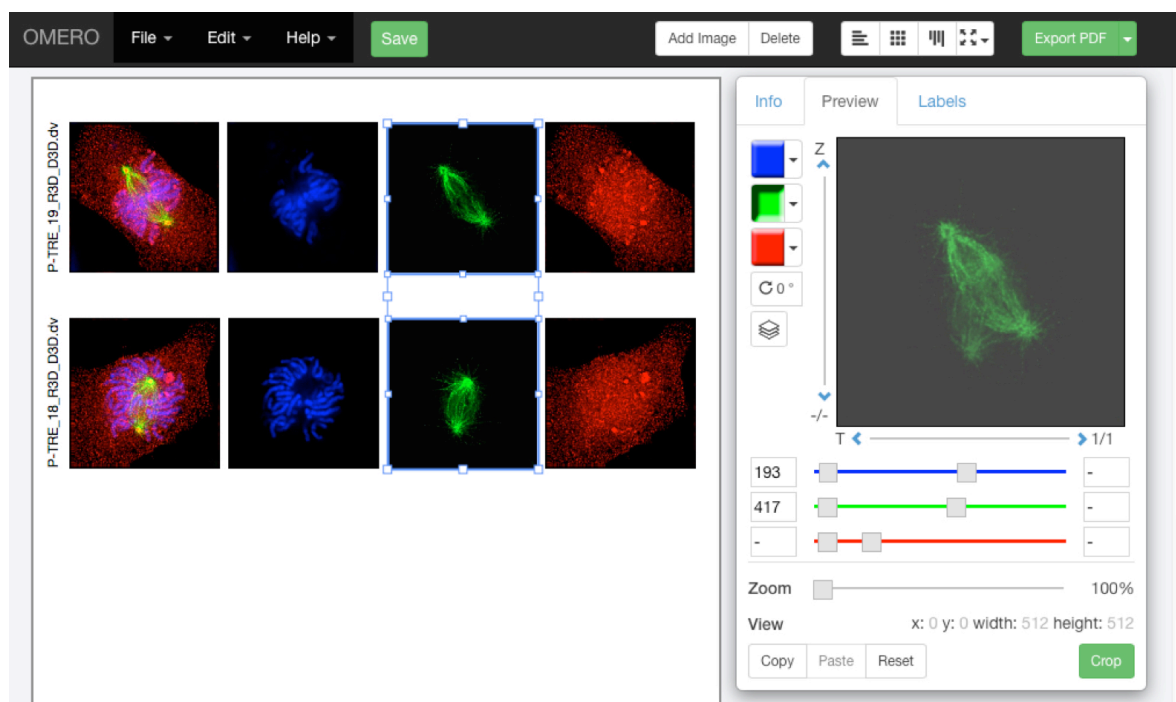 OMERO File Edit Help Save Add Image Delete Export PDF
Info Preview Labels
P-TRE_19_R3D_D3D.dv
P-TRE_18_R3D_D3D.dv
Z
0 °
-/-
T 1/1
193 -
417 -
- -
Zoom 100%
View x: 0 y: 0 width: 512 height: 512
Copy Paste Reset Crop